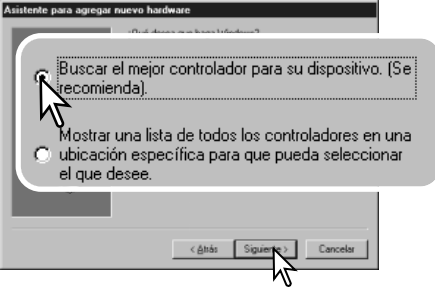 Asistente para agregar nuevo hardware
¿Qué desea que haga Windows?
Buscar el mejor controlador para su dispositivo. (Se
recomienda).
Mostrar una lista de todos los controladores en una
ubicación específica para que pueda seleccionar
el que desee.
< Atrás Siguiente > Cancelar